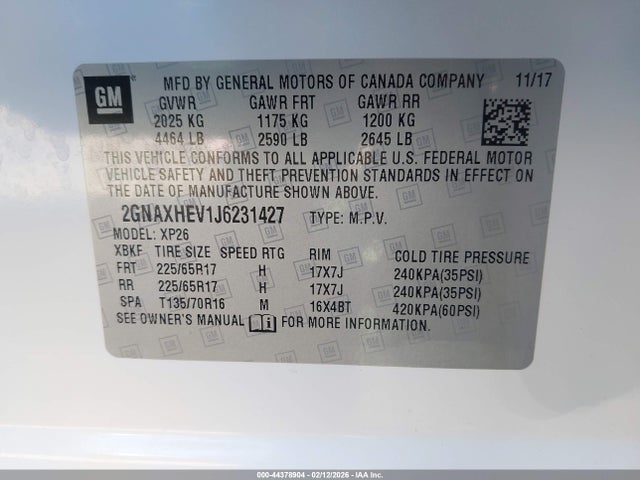 GM MFD BY GENERAL MOTORS OF CANADA COMPANY 11/17
GVWR GAWR FRT GAWR RR
2025 KG 1175 KG 1200 KG
4464 LB 2590 LB 2645 LB
THIS VEHICLE CONFORMS TO ALL APPLICABLE U.S. FEDERAL MOTOR
VEHICLE SAFETY AND THEFT PREVENTION STANDARDS IN EFFECT ON
THE DATE OF MANUFACTURE SHOWN ABOVE.
2GNAXHEV1J6231427 TYPE: M.P.V.
MODEL: XP26
XBKF TIRE SIZE SPEED RTG RIM COLD TIRE PRESSURE
FRT 225/65R17 H 17X7J 240KPA(35PSI)
RR 225/65R17 H 17X7J 240KPA(35PSI)
SPA T135/70R16 M 16X4BT 420KPA(60PSI)
SEE OWNER'S MANUAL FOR MORE INFORMATION.
000-44378904 - 02/12/2026 - IAA Inc.